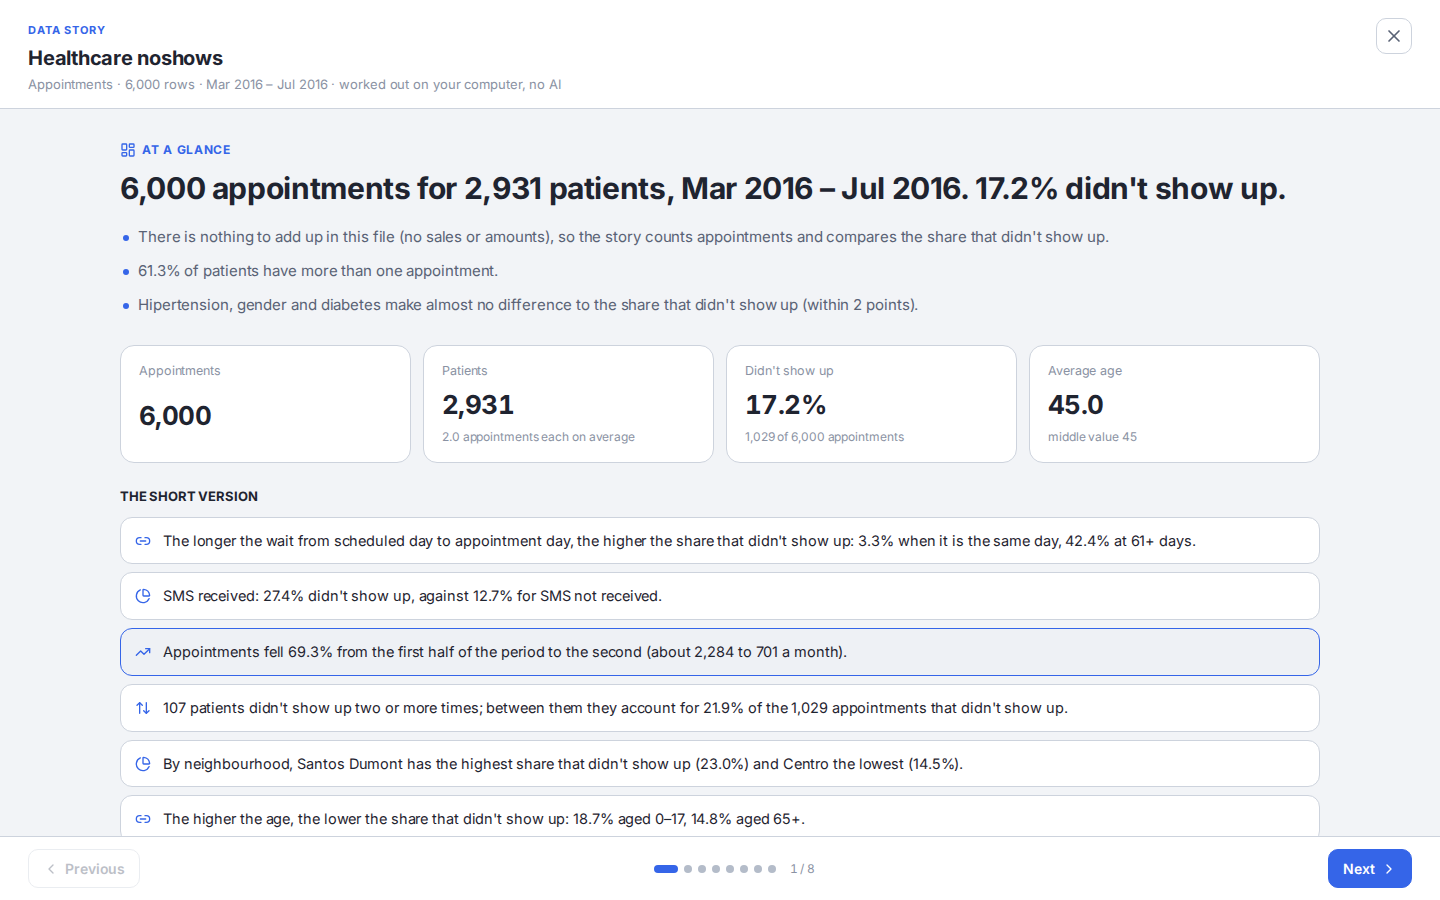 DATA STORY
Healthcare noshows
Appointments · 6,000 rows · Mar 2016 – Jul 2016 · worked out on your computer, no AI
AT A GLANCE
6,000 appointments for 2,931 patients, Mar 2016 – Jul 2016. 17.2% didn't show up.
There is nothing to add up in this file (no sales or amounts), so the story counts appointments and compares the share that didn't show up.
61.3% of patients have more than one appointment.
Hipertension, gender and diabetes make almost no difference to the share that didn't show up (within 2 points).
Appointments
6,000
Patients
2,931
2.0 appointments each on average
Didn't show up
17.2%
1,029 of 6,000 appointments
Average age
45.0
middle value 45
THE SHORT VERSION
The longer the wait from scheduled day to appointment day, the higher the share that didn't show up: 3.3% when it is the same day, 42.4% at 61+ days.
SMS received: 27.4% didn't show up, against 12.7% for SMS not received.
Appointments fell 69.3% from the first half of the period to the second (about 2,284 to 701 a month).
107 patients didn't show up two or more times; between them they account for 21.9% of the 1,029 appointments that didn't show up.
By neighbourhood, Santos Dumont has the highest share that didn't show up (23.0%) and Centro the lowest (14.5%).
The higher the age, the lower the share that didn't show up: 18.7% aged 0–17, 14.8% aged 65+.
Previous
1 / 8
Next